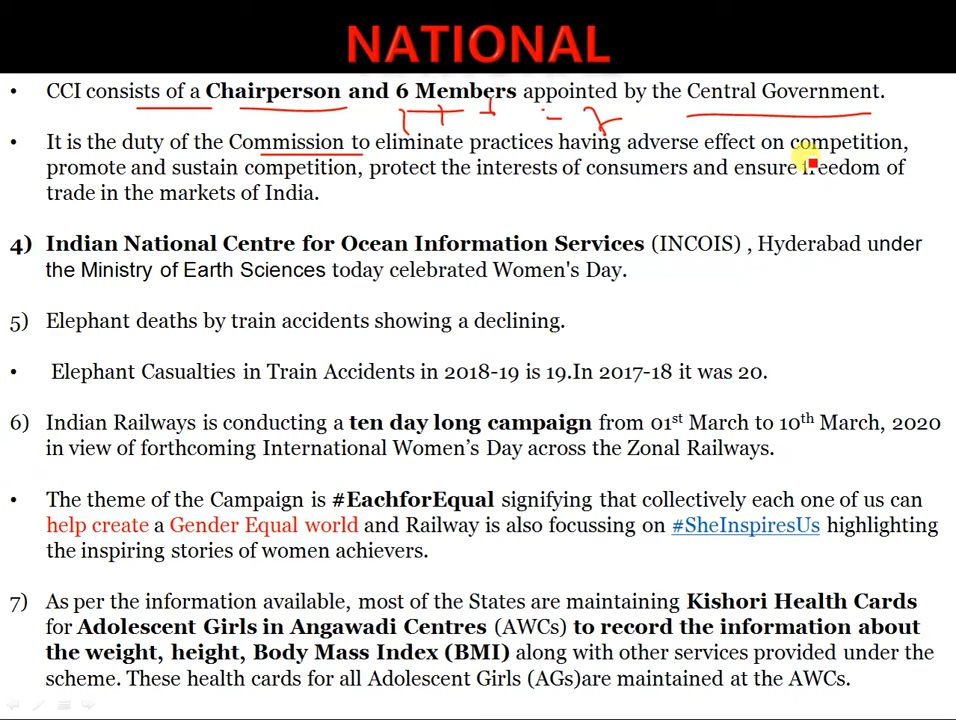 NATIONAL
• CCI consists of a Chairperson and 6 Members appointed by the Central Government.
• It is the duty of the Commission to eliminate practices having adverse effect on competition,
promote and sustain competition, protect the interests of consumers and ensure freedom of
trade in the markets of India.
4) Indian National Centre for Ocean Information Services (INCOIS) , Hyderabad under
the Ministry of Earth Sciences today celebrated Women's Day.
5) Elephant deaths by train accidents showing a declining.
• Elephant Casualties in Train Accidents in 2018-19 is 19.In 2017-18 it was 20.
6) Indian Railways is conducting a ten day long campaign from 01st March to 10th March, 2020
in view of forthcoming International Women's Day across the Zonal Railways.
• The theme of the Campaign is #EachforEqual signifying that collectively each one of us can
help create a Gender Equal world and Railway is also focussing on #SheInspiresUs highlighting
the inspiring stories of women achievers.
7) As per the information available, most of the States are maintaining Kishori Health Cards
for Adolescent Girls in Angawadi Centres (AWCs) to record the information about
the weight, height, Body Mass Index (BMI) along with other services provided under the
scheme. These health cards for all Adolescent Girls (AGs)are maintained at the AWCs.